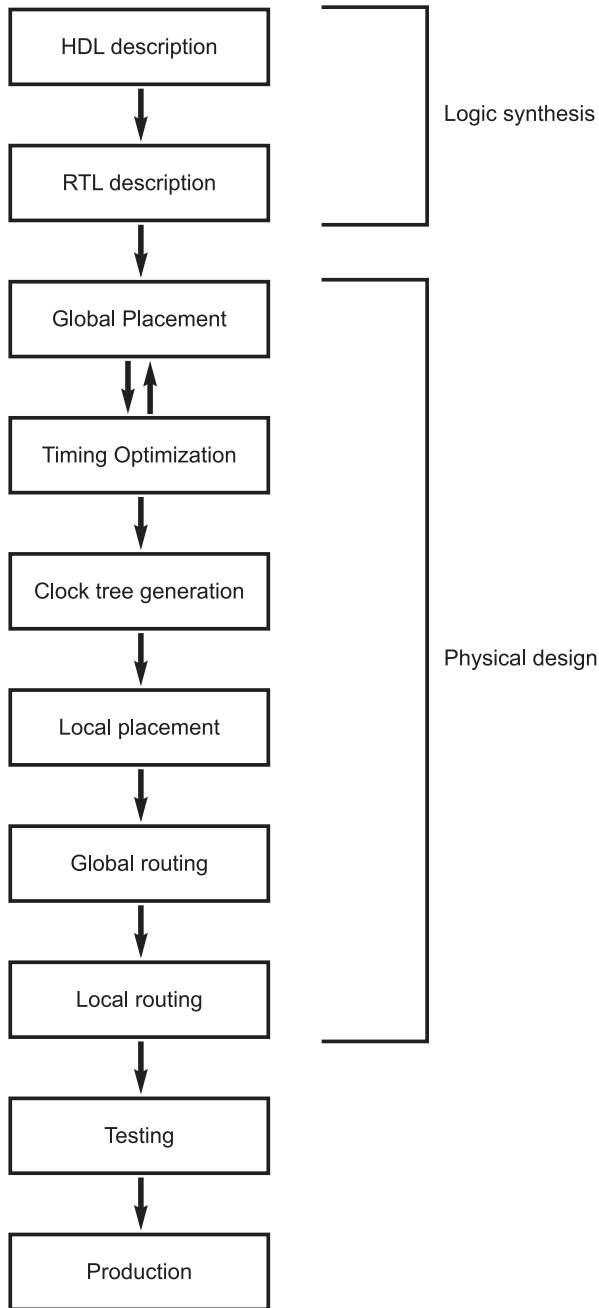 HDL description
Logic synthesis
RTL description
Global Placement
Timing Optimization
Clock tree generation
Physical design
Local placement
Global routing
Local routing
Testing
Production